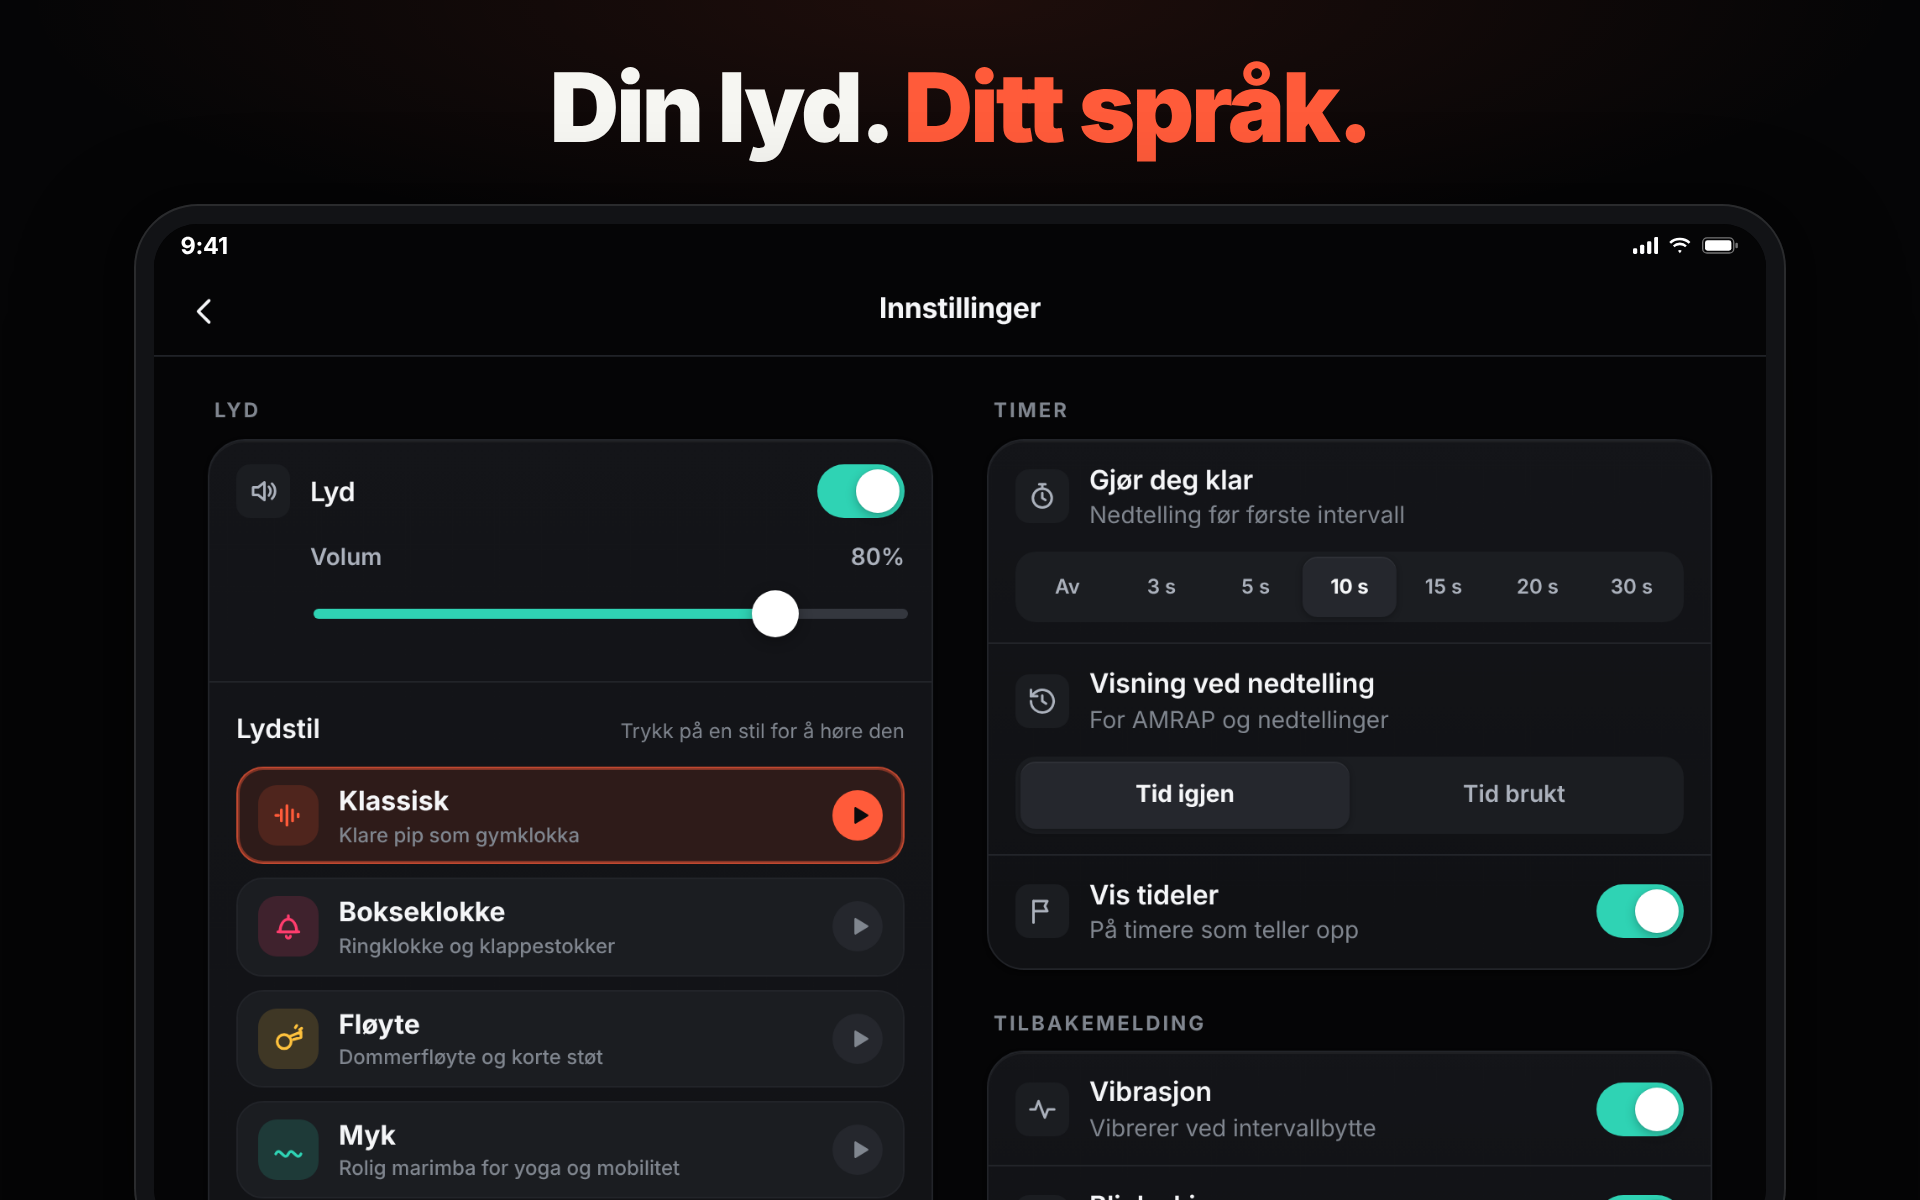 Din lyd. Ditt språk.
9:41
Innstillinger
LYD
Lyd
Volum 80%
Lydstil Trykk på en stil for å høre den
Klassisk
Klare pip som gymklokka
Bokseklokke
Ringklokke og klappestokker
Fløyte
Dommerfløyte og korte støt
Myk
Rolig marimba for yoga og mobilitet
TIMER
Gjør deg klar
Nedtelling før første intervall
Av 3 s 5 s 10 s 15 s 20 s 30 s
Visning ved nedtelling
For AMRAP og nedtellinger
Tid igjen Tid brukt
Vis tideler
På timere som teller opp
TILBAKEMELDING
Vibrasjon
Vibrerer ved intervallbytte